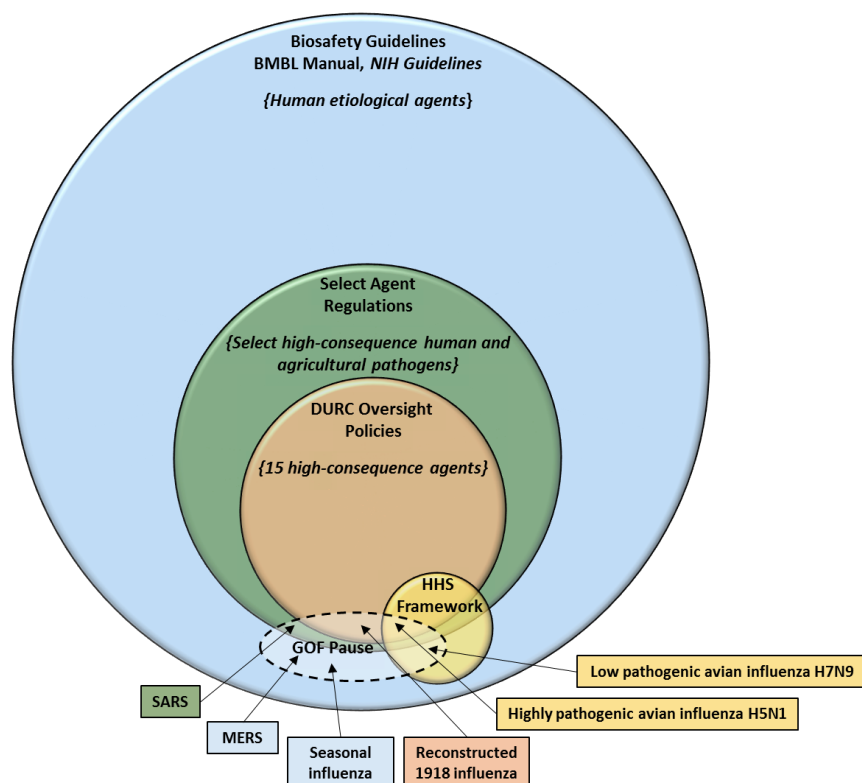 Biosafety Guidelines
BMBL Manual, NIH Guidelines
{Human etiological agents}
Select Agent
Regulations
{Select high-consequence human and
agricultural pathogens}
DURC Oversight
Policies
{15 high-consequence agents}
HHS
Framework
GOF Pause
Low pathogenic avian influenza H7N9
SARS
Highly pathogenic avian influenza H5N1
MERS
Seasonal
influenza
Reconstructed
1918 influenza